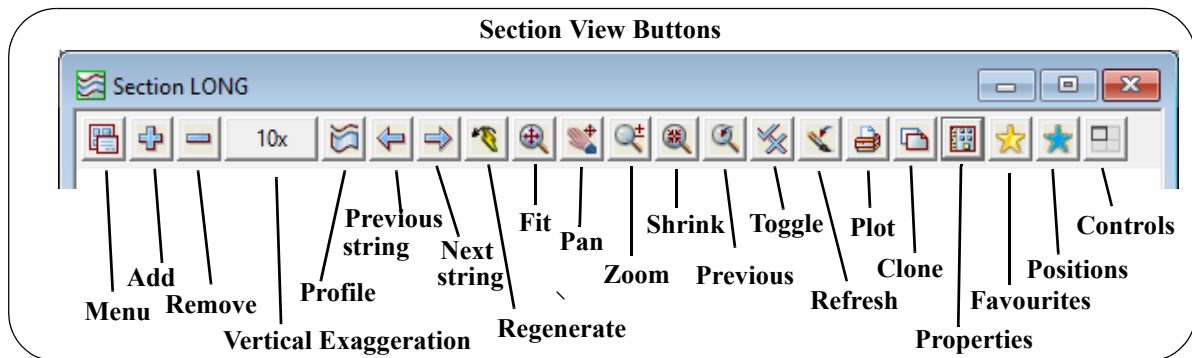 Section View Buttons
Section LONG
10x
Previous
string
Next
string
Fit
Pan
Shrink
Toggle
Plot
Controls
Add
Zoom
Previous
Clone
Positions
Menu
Remove
Profile
Refresh
Favourites
Vertical Exaggeration
Regenerate
Properties